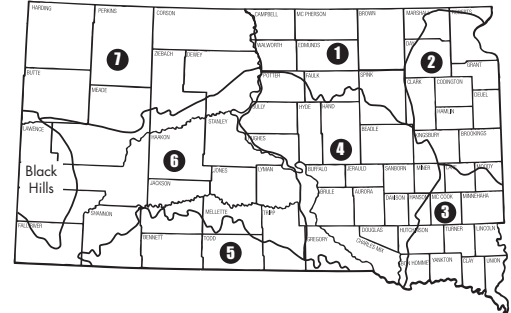 HARDING
PERKINS
CORSON
CAMPBELL
MC PHERSON
BROWN
MARSHALL
ROBERTS
WALWORTH
EDMUNDS
DAY
7
ZIEBACH
DEWEY
1
2
GRANT
BUTTE
POTTER
FAULK
SPINK
CLARK
CODINGTON
MEADE
DEUEL
SULLY
HYDE
HAND
HAMLIN
STANLEY
LAWRENCE
HAAKON
HUGHES
4
BEADLE
KINGSBURY
BROOKINGS
Black
Hills
6
JONES
LYMAN
BUFFALO
JERAULD
SANBORN
MINER
LAKE
MOODY
JACKSON
BRULE
AURORA
DAVISON
HANSON
MC COOK
MINNEHAHA
SHANNON
MELLETTE
TRIPP
3
FALL RIVER
BENNETT
TODD
GREGORY
CHARLES MIX
DOUGLAS
HUTCHINSON
TURNER
LINCOLN
5
BON HOMME
YANKTON
CLAY
UNION